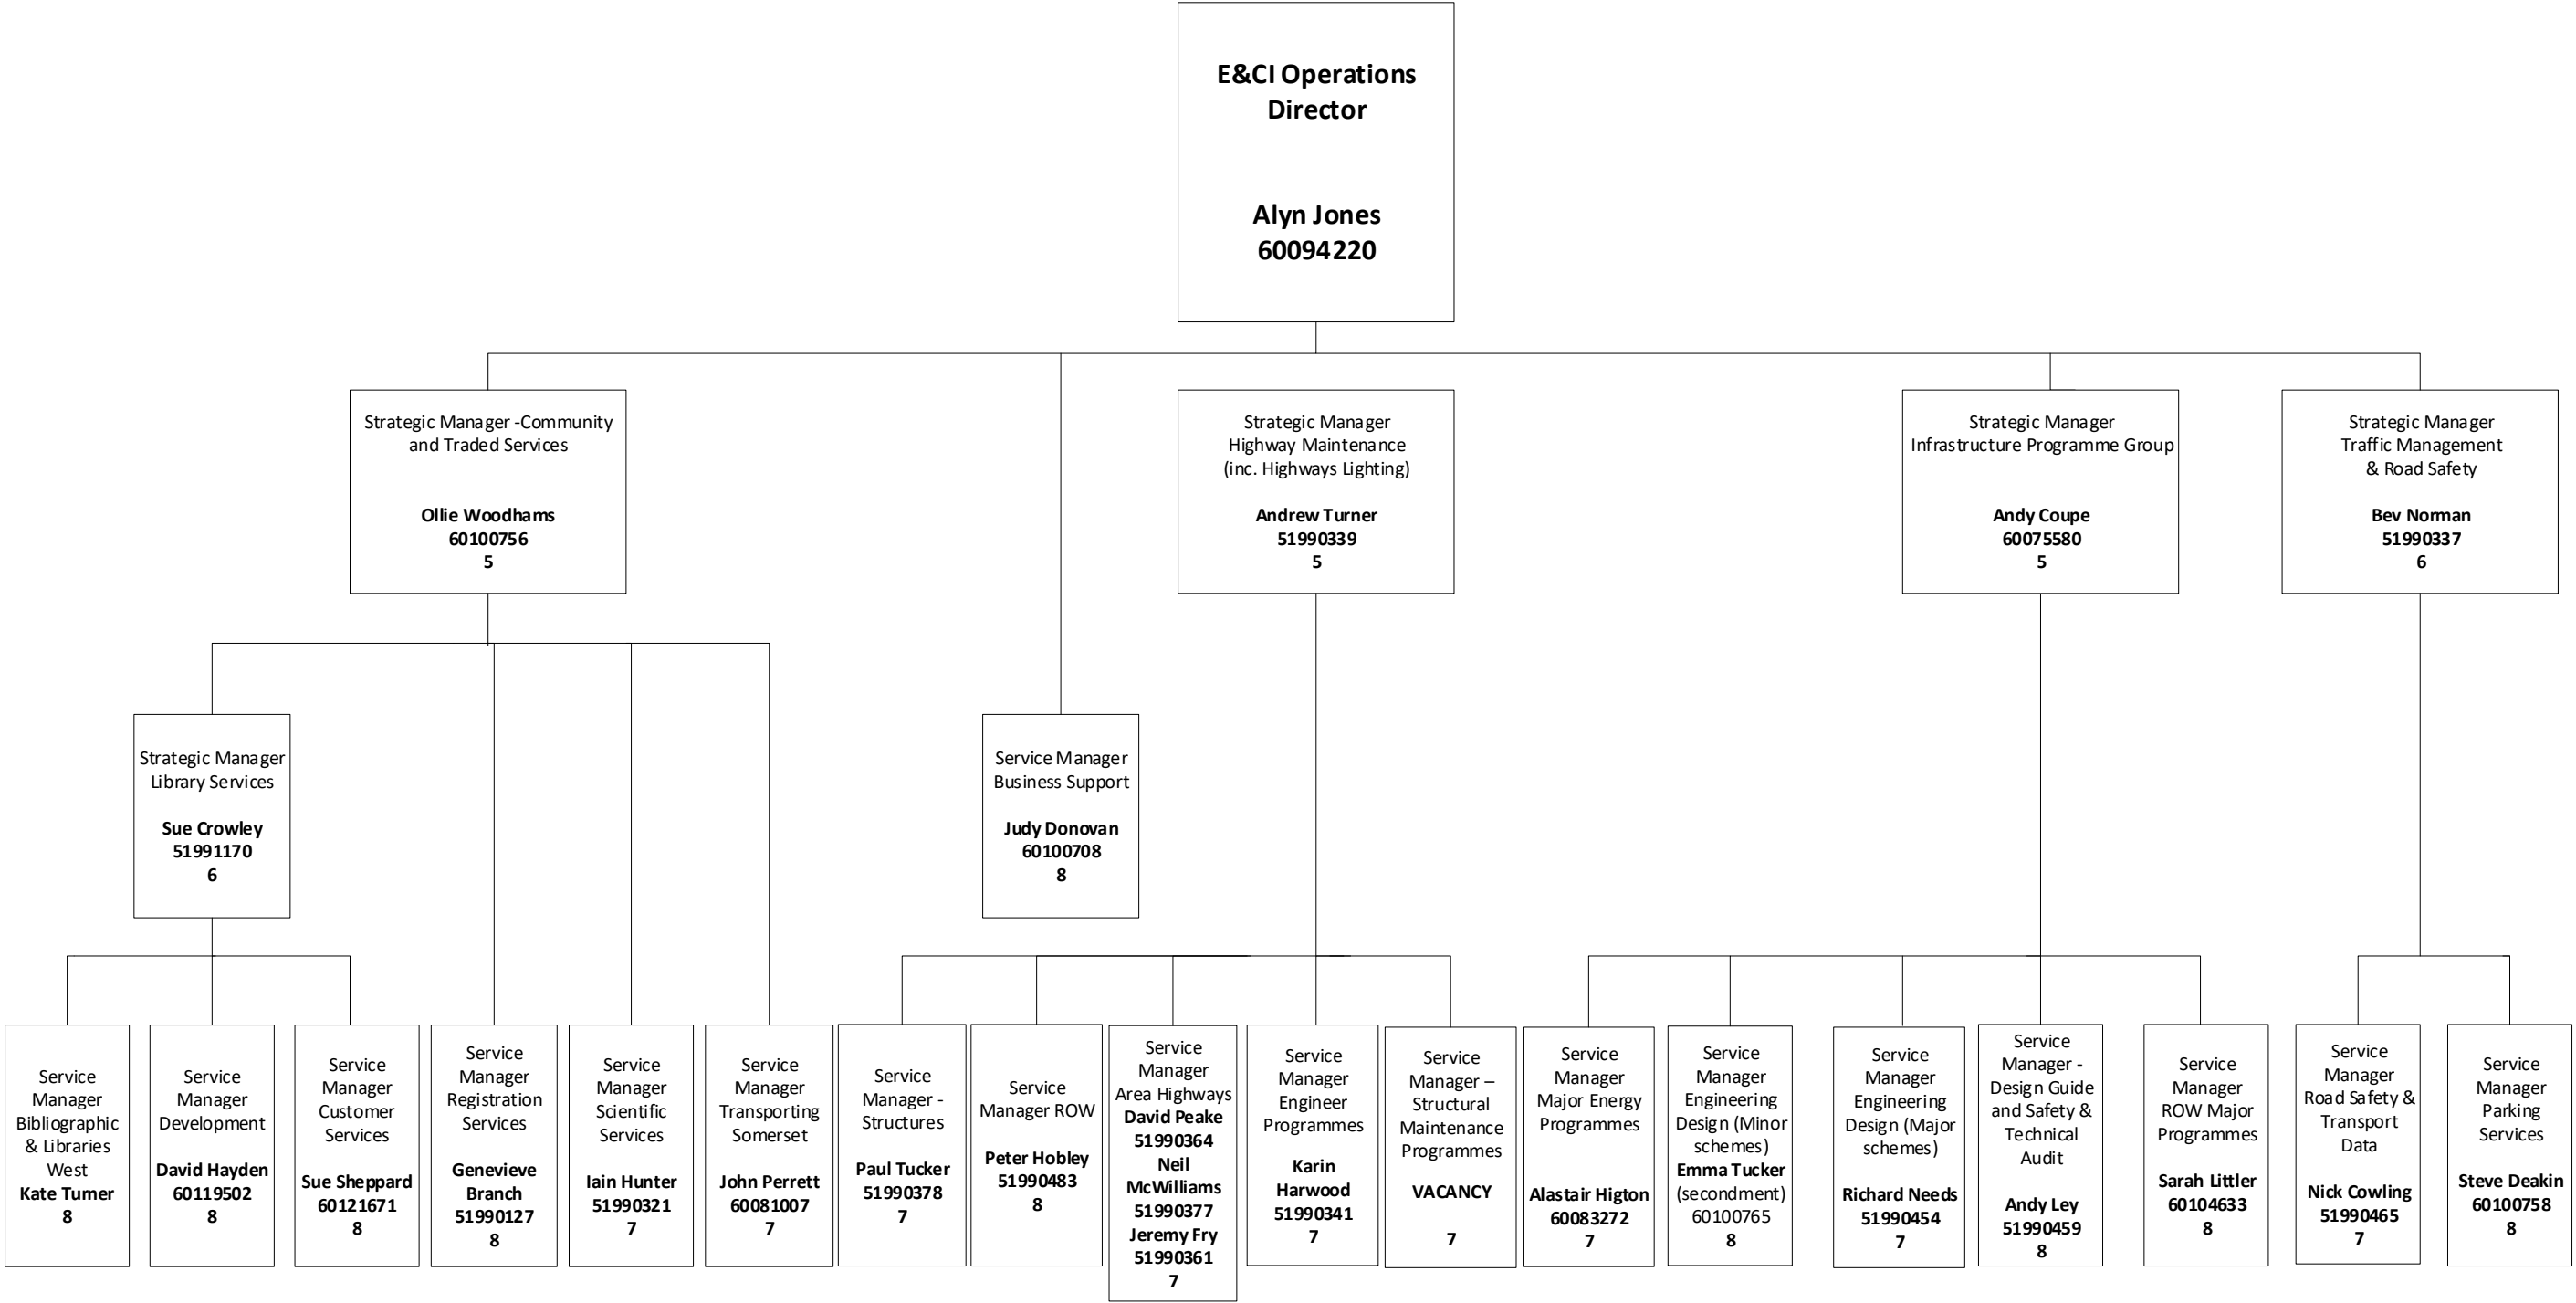 E&CI Operations
Director
Alyn Jones
60094220
Strategic Manager -Community
and Traded Services
Ollie Woodhams
60100756
5
Strategic Manager
Highway Maintenance
(inc. Highways Lighting)
Andrew Turner
51990339
5
Strategic Manager
Infrastructure Programme Group
Andy Coupe
60075580
5
Strategic Manager
Traffic Management
& Road Safety
Bev Norman
51990337
6
Strategic Manager
Library Services
Sue Crowley
51991170
6
Service Manager
Business Support
Judy Donovan
60100708
8
Service
Manager
Bibliographic
& Libraries
West
Kate Turner
8
Service
Manager
Development
David Hayden
60119502
8
Service
Manager
Customer
Services
Sue Sheppard
60121671
8
Service
Manager
Registration
Services
Genevieve
Branch
51990127
8
Service
Manager
Scientific
Services
Iain Hunter
51990321
7
Service
Manager
Transporting
Somerset
John Perrett
60081007
7
Service
Manager -
Structures
Paul Tucker
51990378
7
Service
Manager ROW
Peter Hobley
51990483
8
Service
Manager
Area Highways
David Peake
51990364
Neil
McWilliams
51990377
Jeremy Fry
51990361
7
Service
Manager
Engineer
Programmes
Karin
Harwood
51990341
7
Service
Manager –
Structural
Maintenance
Programmes
VACANCY
7
Service
Manager
Major Energy
Programmes
Alastair Higton
60083272
7
Service
Manager
Engineering
Design (Minor
schemes)
Emma Tucker
(secondment)
60100765
8
Service
Manager
Engineering
Design (Major
schemes)
Richard Needs
51990454
7
Service
Manager -
Design Guide
and Safety &
Technical
Audit
Andy Ley
51990459
8
Service
Manager
ROW Major
Programmes
Sarah Littler
60104633
8
Service
Manager
Road Safety &
Transport
Data
Nick Cowling
51990465
7
Service
Manager
Parking
Services
Steve Deakin
60100758
8